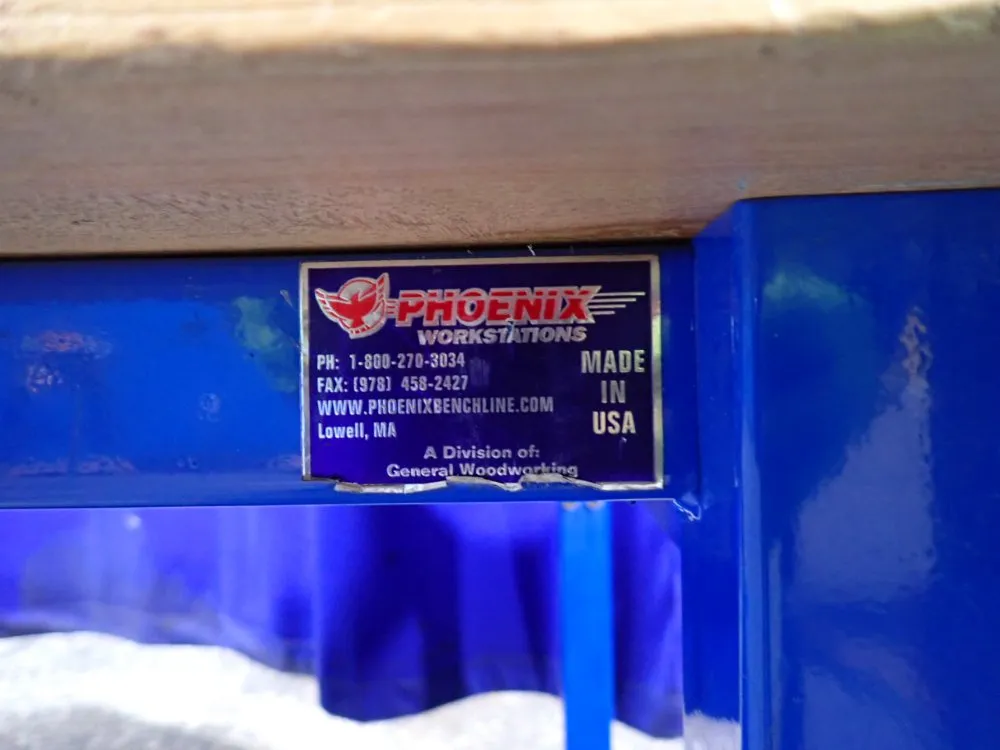 PHOENIX
WORKSTATIONS
PH: 1-800-270-3034
FAX: (978) 458-2427
WWW.PHOENIXBENCHLINE.COM
Lowell, MA
MADE
IN
USA
A Division of:
General Woodworking